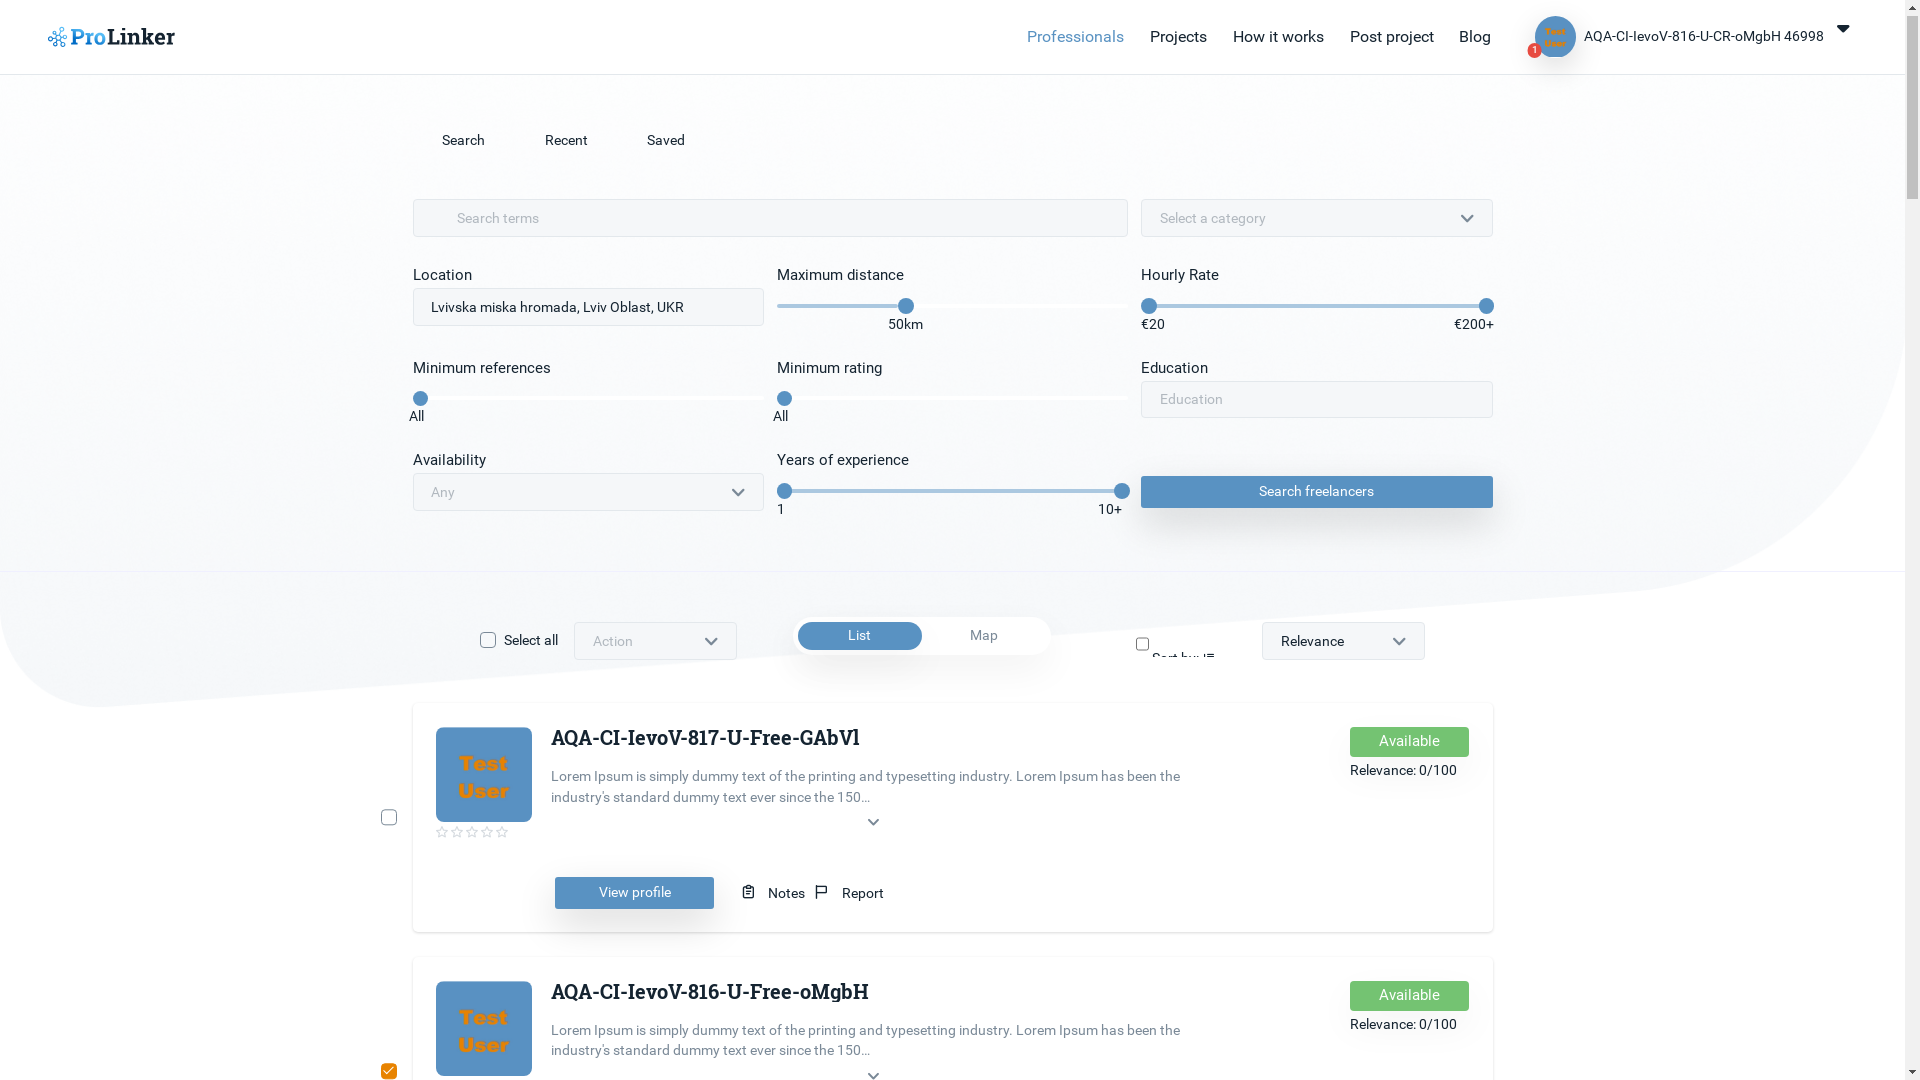 ProLinker
Professionals
Projects
How it works
Post project
Blog
Test
User
1
AQA-CI-IevoV-816-U-CR-oMgbH 46998
Search
Recent
Saved
Search terms
Select a category
Location
Maximum distance
Hourly Rate
Lvivska miska hromada, Lviv Oblast, UKR
50km
€20
€200+
Minimum references
Minimum rating
Education
All
All
Education
Availability
Years of experience
Any
1
10+
Search freelancers
Select all
Action
List
Map
Sort by:
Relevance
Test
User
AQA-CI-IevoV-817-U-Free-GAbVl
Available
Lorem Ipsum is simply dummy text of the printing and typesetting industry. Lorem Ipsum has been the
industry's standard dummy text ever since the 150...
Relevance: 0/100
View profile
Notes
Report
Test
User
AQA-CI-IevoV-816-U-Free-oMgbH
Available
Lorem Ipsum is simply dummy text of the printing and typesetting industry. Lorem Ipsum has been the
industry's standard dummy text ever since the 150...
Relevance: 0/100